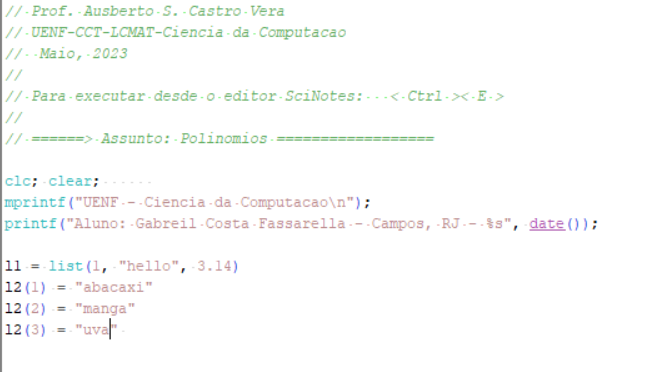 // Prof. Ausberto S. Castro Vera
// UENF-CCT-LCMAT-Ciencia da Computacao
//  Maio, 2023
//
// Para executar desde o editor SciNotes:   < Ctrl >< E >
//
// ======> Assunto: Polinomios ==================
clc; clear;
mprintf("UENF - Ciencia da Computacao\n");
printf("Aluno: Gabreil Costa Fassarella - Campos, RJ - %s", date());
l1 = list(1, "hello", 3.14)
l2(1) = "abacaxi"
l2(2) = "manga"
l2(3) = "uva"